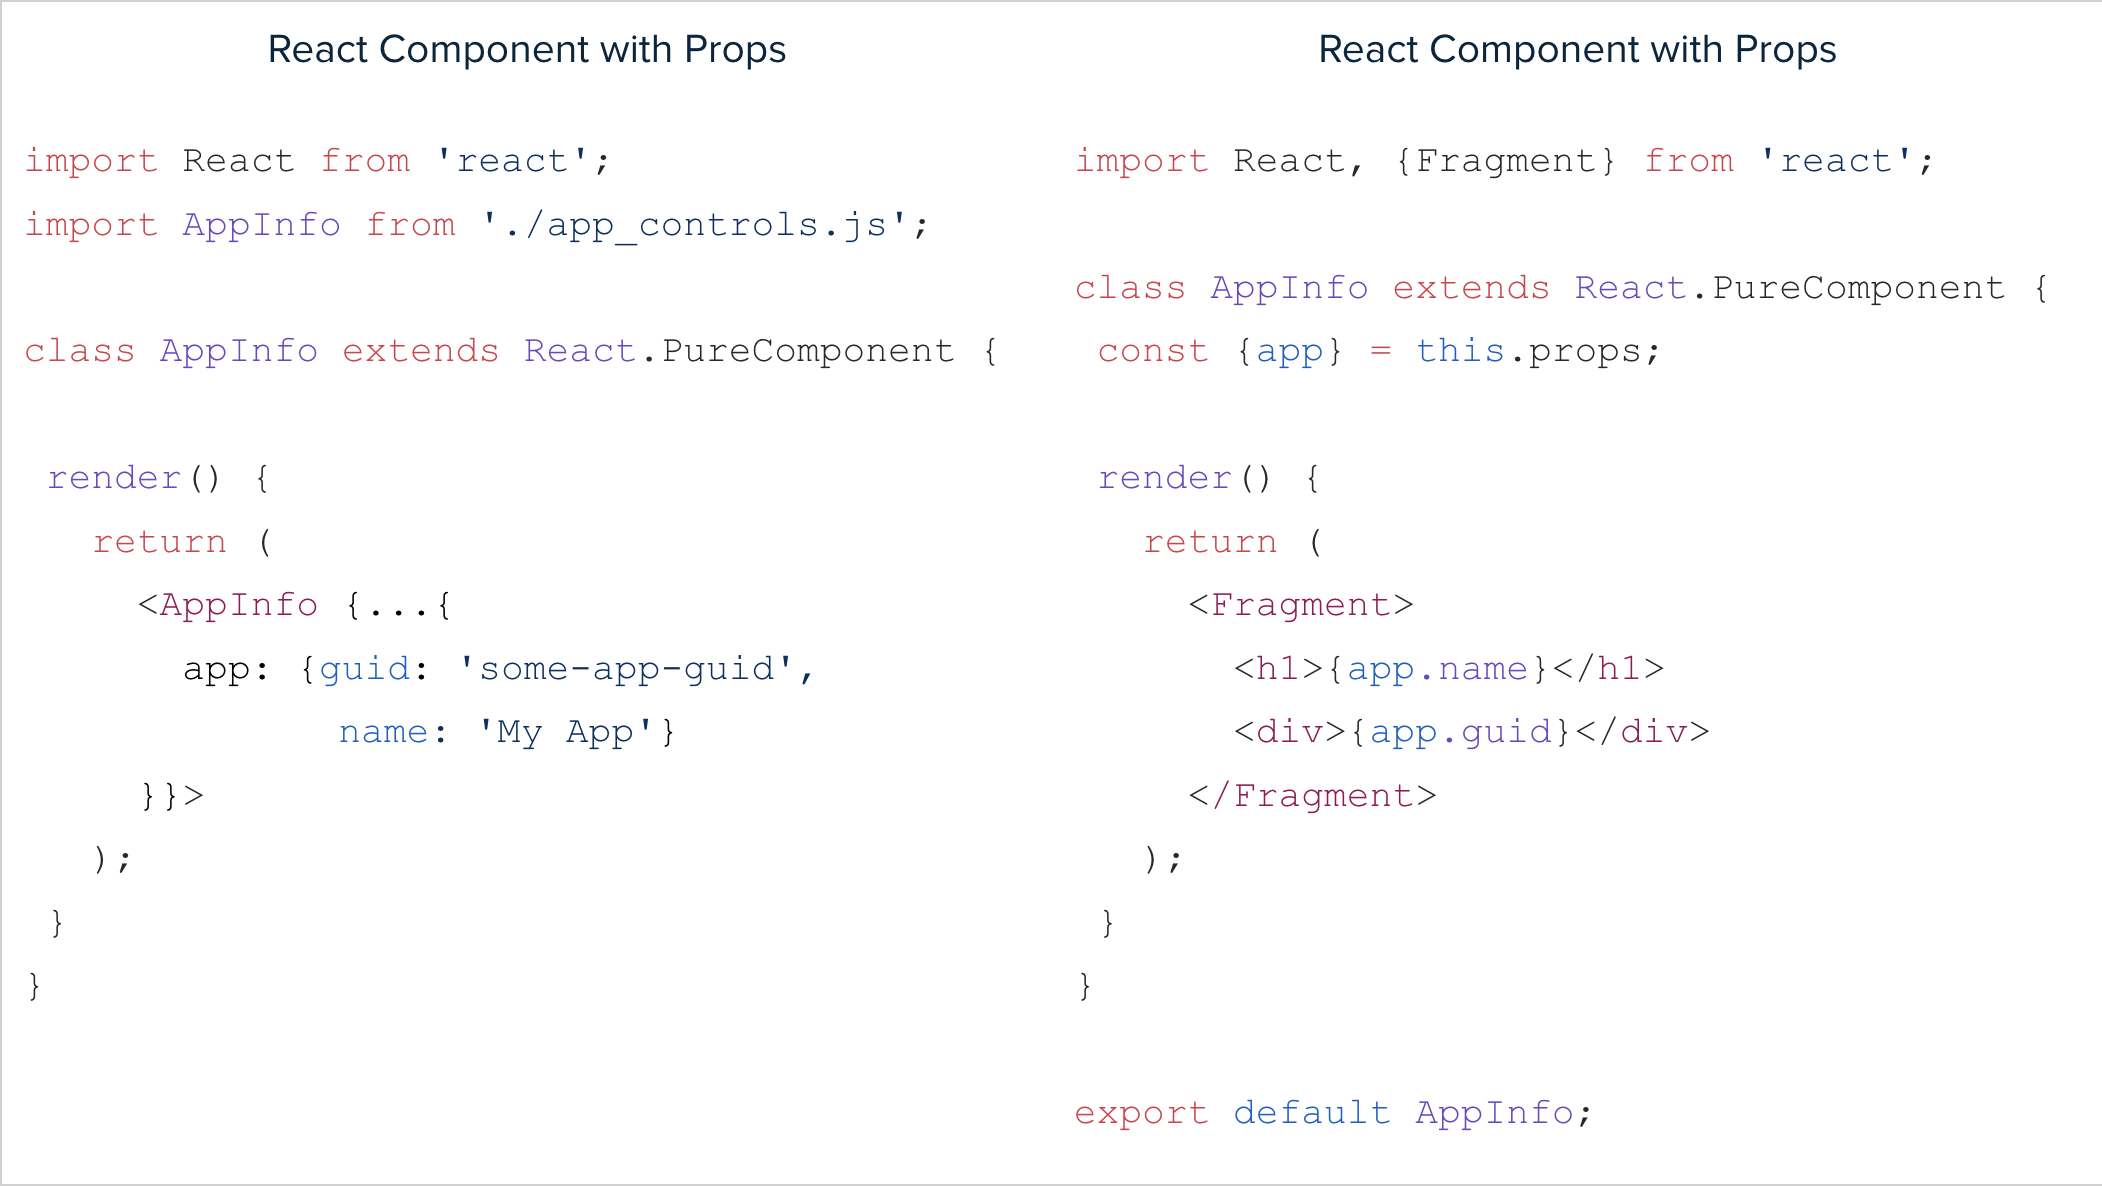 React Component with Props
import React from 'react';
import AppInfo from './app_controls.js';
class AppInfo extends React.PureComponent {
render() {
return (
<AppInfo {...{
app: {guid: 'some-app-guid',
name: 'My App'}
}}>
);
}
}
React Component with Props
import React, {Fragment} from 'react';
class AppInfo extends React.PureComponent {
const {app} = this.props;
render() {
return (
<Fragment>
<h1>{app.name}</h1>
<div>{app.guid}</div>
</Fragment>
);
}
}
export default AppInfo;